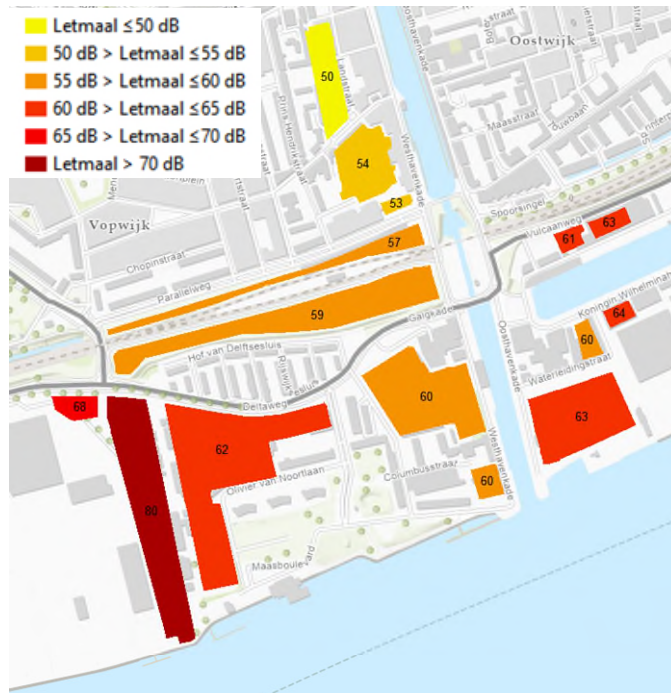 Letmaal ≤50 dB
50 dB > Letmaal ≤55 dB
55 dB > Letmaal ≤60 dB
60 dB > Letmaal ≤65 dB
65 dB > Letmaal ≤70 dB
Letmaal > 70 dB
Oostwijk
50
Landstraat
Prins Hendrikstraat
Westhavenkade
Maasstraat
54
53
Vopwijk
Spoorsingel
Vulcaanweg
61
63
57
Chopinstraat
Parallelweg
59
Galgkade
Koningin Wilhelminah
64
60
Hof van Delftsesluis
Oosthavenkade
Waterleidingstraat
Deltaweg
68
62
60
63
80
Westhavenkade
Columbusstraat
60
Olivier van Noortlaan
Maasboulevard